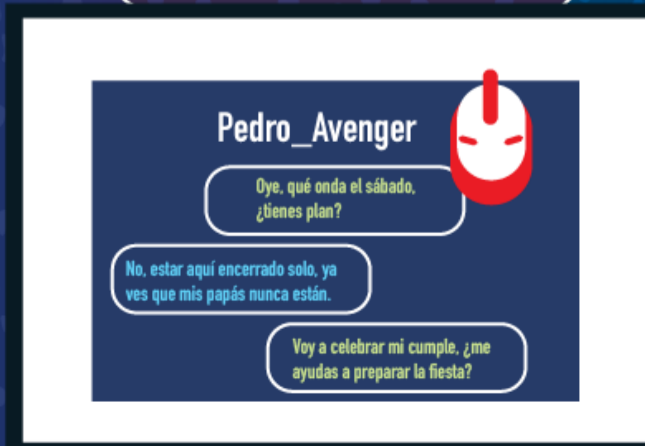 Pedro_Avenger
Oye, qué onda el sábado,
¿tienes plan?
No, estar aquí encerrado solo, ya
ves que mis papás nunca están.
Voy a celebrar mi cumple, ¿me
ayudas a preparar la fiesta?